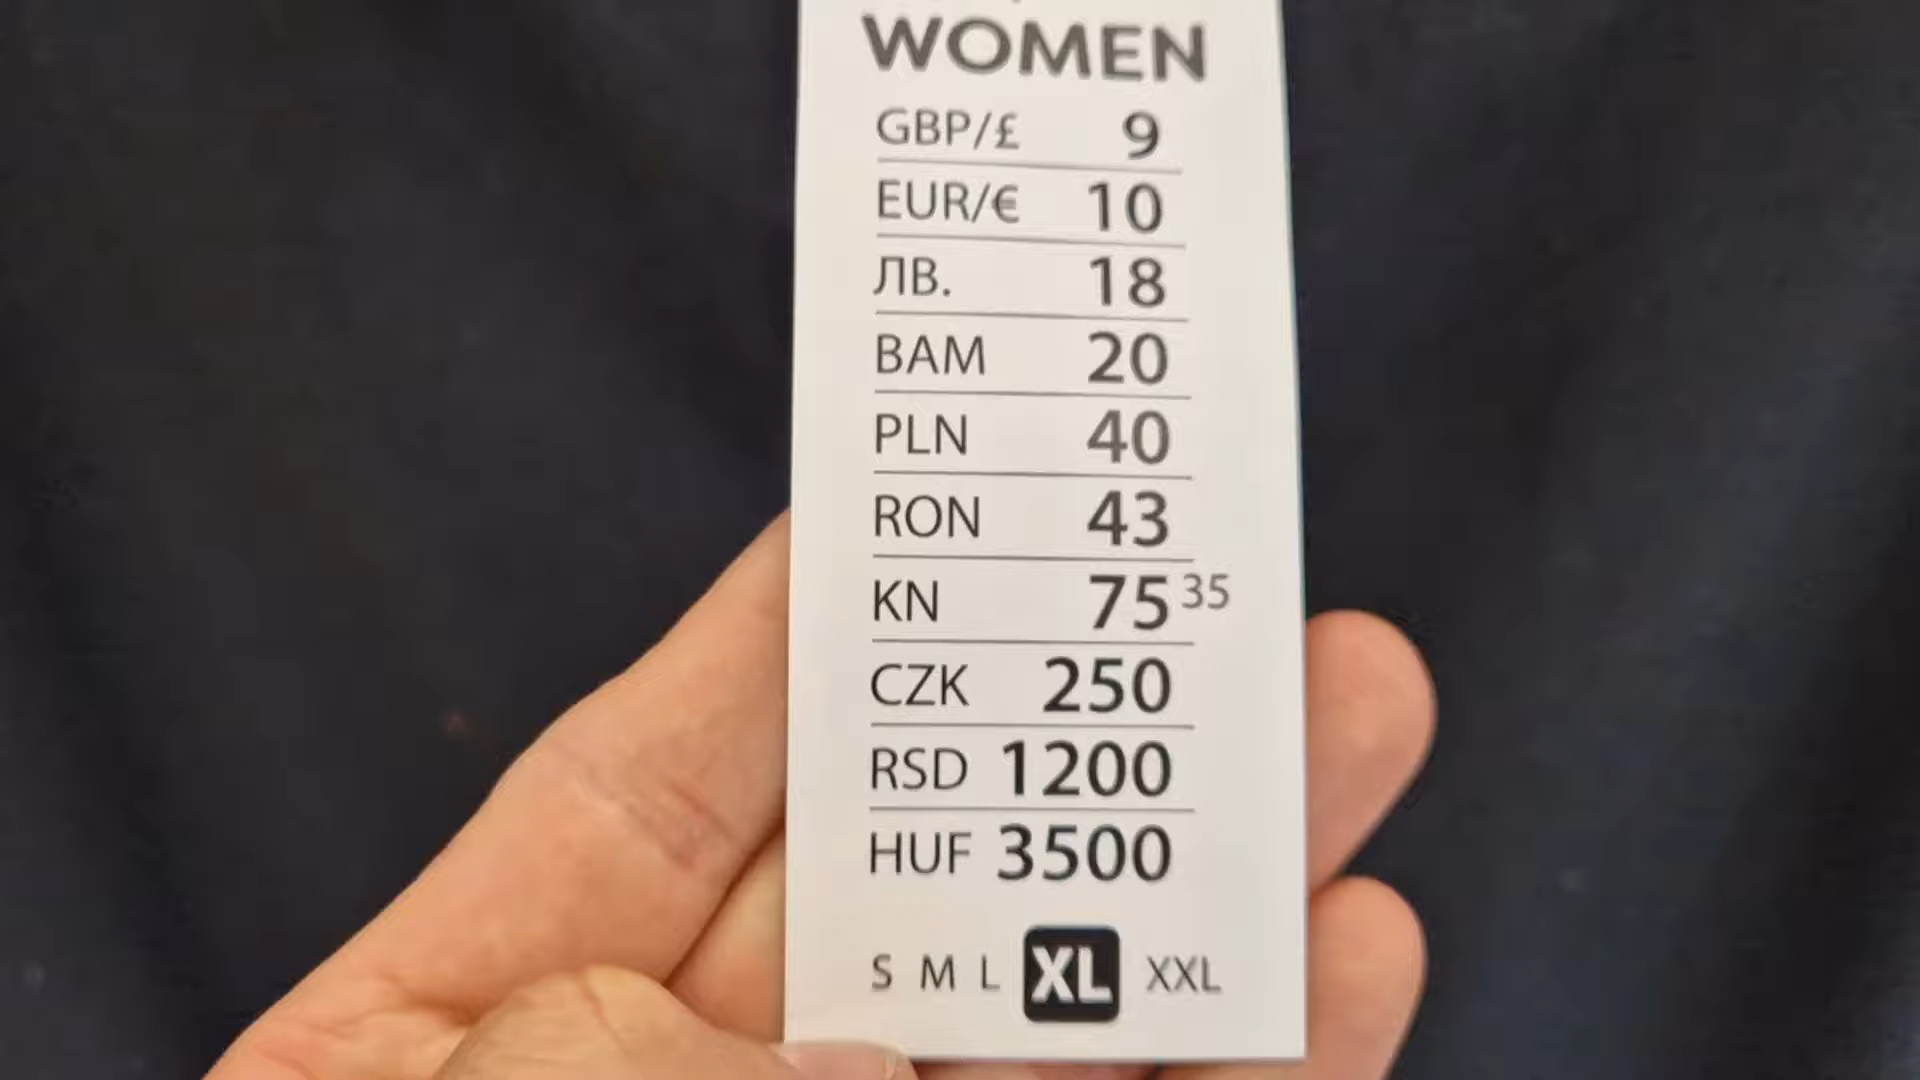 WOMEN
GBP/£ 9
EUR/€ 10
ЛВ. 18
BAM 20
PLN 40
RON 43
KN 75 35
CZK 250
RSD 1200
HUF 3500
S M L XL XXL